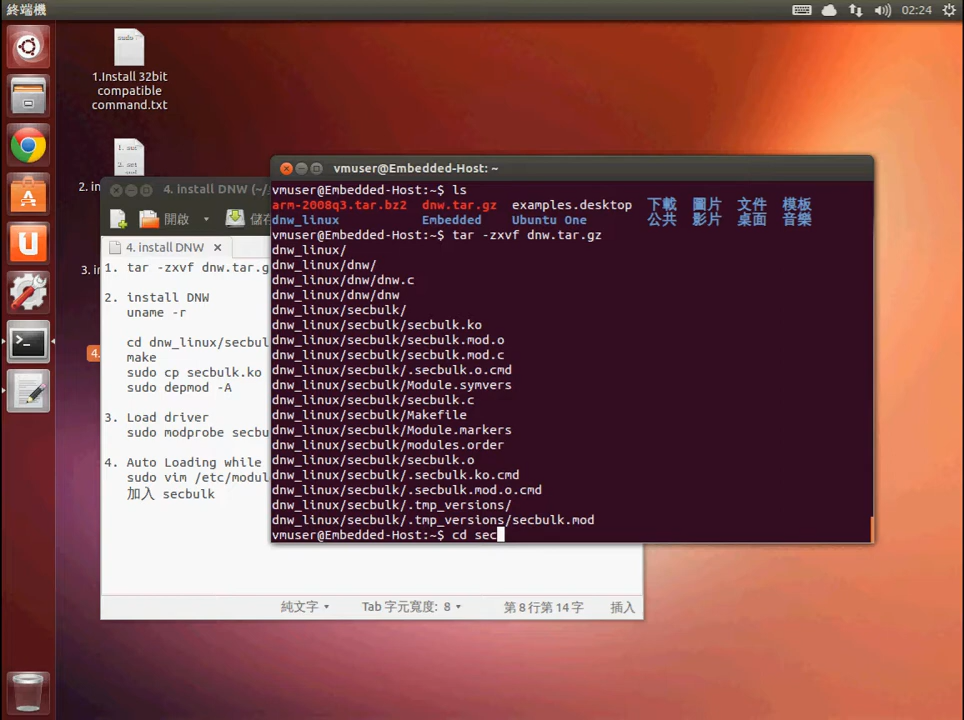 終端機
02:24
sudo
1.Install 32bit
compatible
command.txt
2. in
3. in
4.
4. install DNW (~/
開啟
儲存
4. install DNW
1. tar -zxvf dnw.tar.g
2. install DNW
uname -r
cd dnw_linux/secbul
make
sudo cp secbulk.ko
sudo depmod -A
3. Load driver
sudo modprobe secbu
4. Auto Loading while
sudo vim /etc/modul
加入 secbulk
純文字
Tab 字元寬度: 8
第 8 行第 14 字
插入
vmuser@Embedded-Host: ~
vmuser@Embedded-Host:~$ ls
arm-2008q3.tar.bz2 dnw.tar.gz examples.desktop 下載 圖片 文件 模板
dnw_linux Embedded Ubuntu One 公共 影片 桌面 音樂
vmuser@Embedded-Host:~$ tar -zxvf dnw.tar.gz
dnw_linux/
dnw_linux/dnw/
dnw_linux/dnw/dnw.c
dnw_linux/dnw/dnw
dnw_linux/secbulk/
dnw_linux/secbulk/secbulk.ko
dnw_linux/secbulk/secbulk.mod.o
dnw_linux/secbulk/secbulk.mod.c
dnw_linux/secbulk/.secbulk.o.cmd
dnw_linux/secbulk/Module.symvers
dnw_linux/secbulk/secbulk.c
dnw_linux/secbulk/Makefile
dnw_linux/secbulk/Module.markers
dnw_linux/secbulk/modules.order
dnw_linux/secbulk/secbulk.o
dnw_linux/secbulk/.secbulk.ko.cmd
dnw_linux/secbulk/.secbulk.mod.o.cmd
dnw_linux/secbulk/.tmp_versions/
dnw_linux/secbulk/.tmp_versions/secbulk.mod
vmuser@Embedded-Host:~$ cd sec